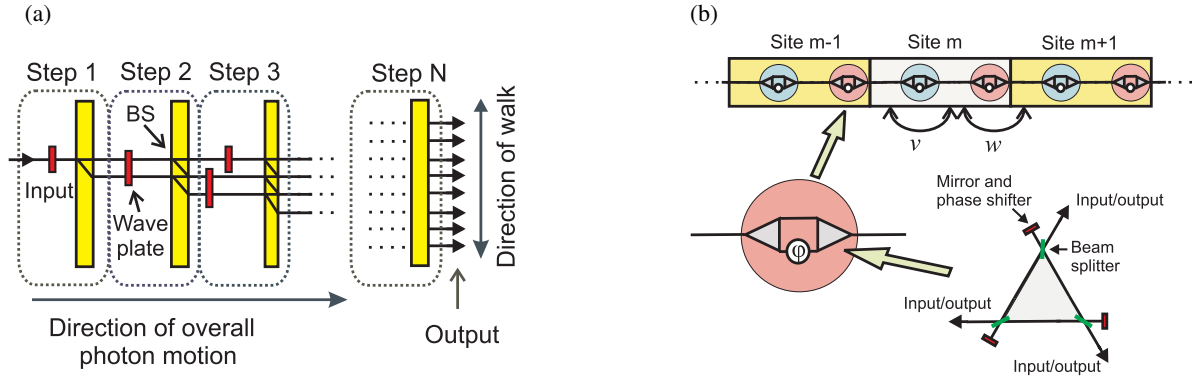 (a)
Step 1
Step 2
Step 3
Step N
BS
Input
Wave
plate
Direction of walk
Direction of overall
photon motion
Output
(b)
Site m-1
Site m
Site m+1
v
w
φ
Mirror and
phase shifter
Input/output
Beam
splitter
Input/output
Input/output